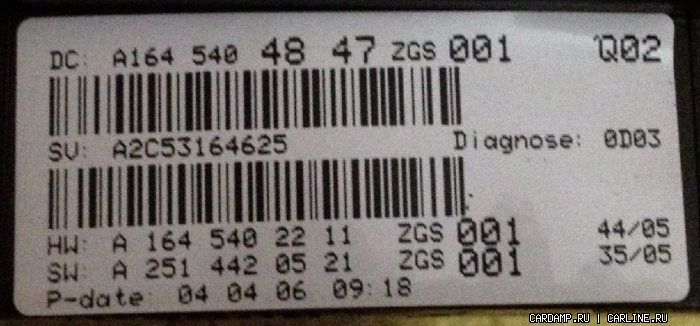 DC: A164 540 48 47 ZGS 001 Q02
SV: A2C53164625 Diagnose: 0D03
HW: A 164 540 22 11 ZGS 001 44/05
SW: A 251 442 05 21 ZGS 001 35/05
P-date: 04 04 06 09:18
CARDAMP.RU | CARLINE.RU